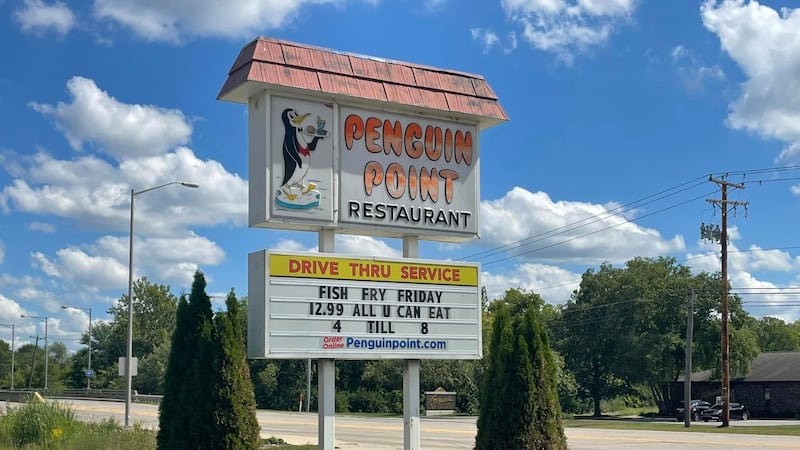 PENGUIN
POINT
RESTAURANT
DRIVE THRU SERVICE
FISH FRY FRIDAY
12.99 ALL U CAN EAT
4 TILL 8
Order Online Penguinpoint.com